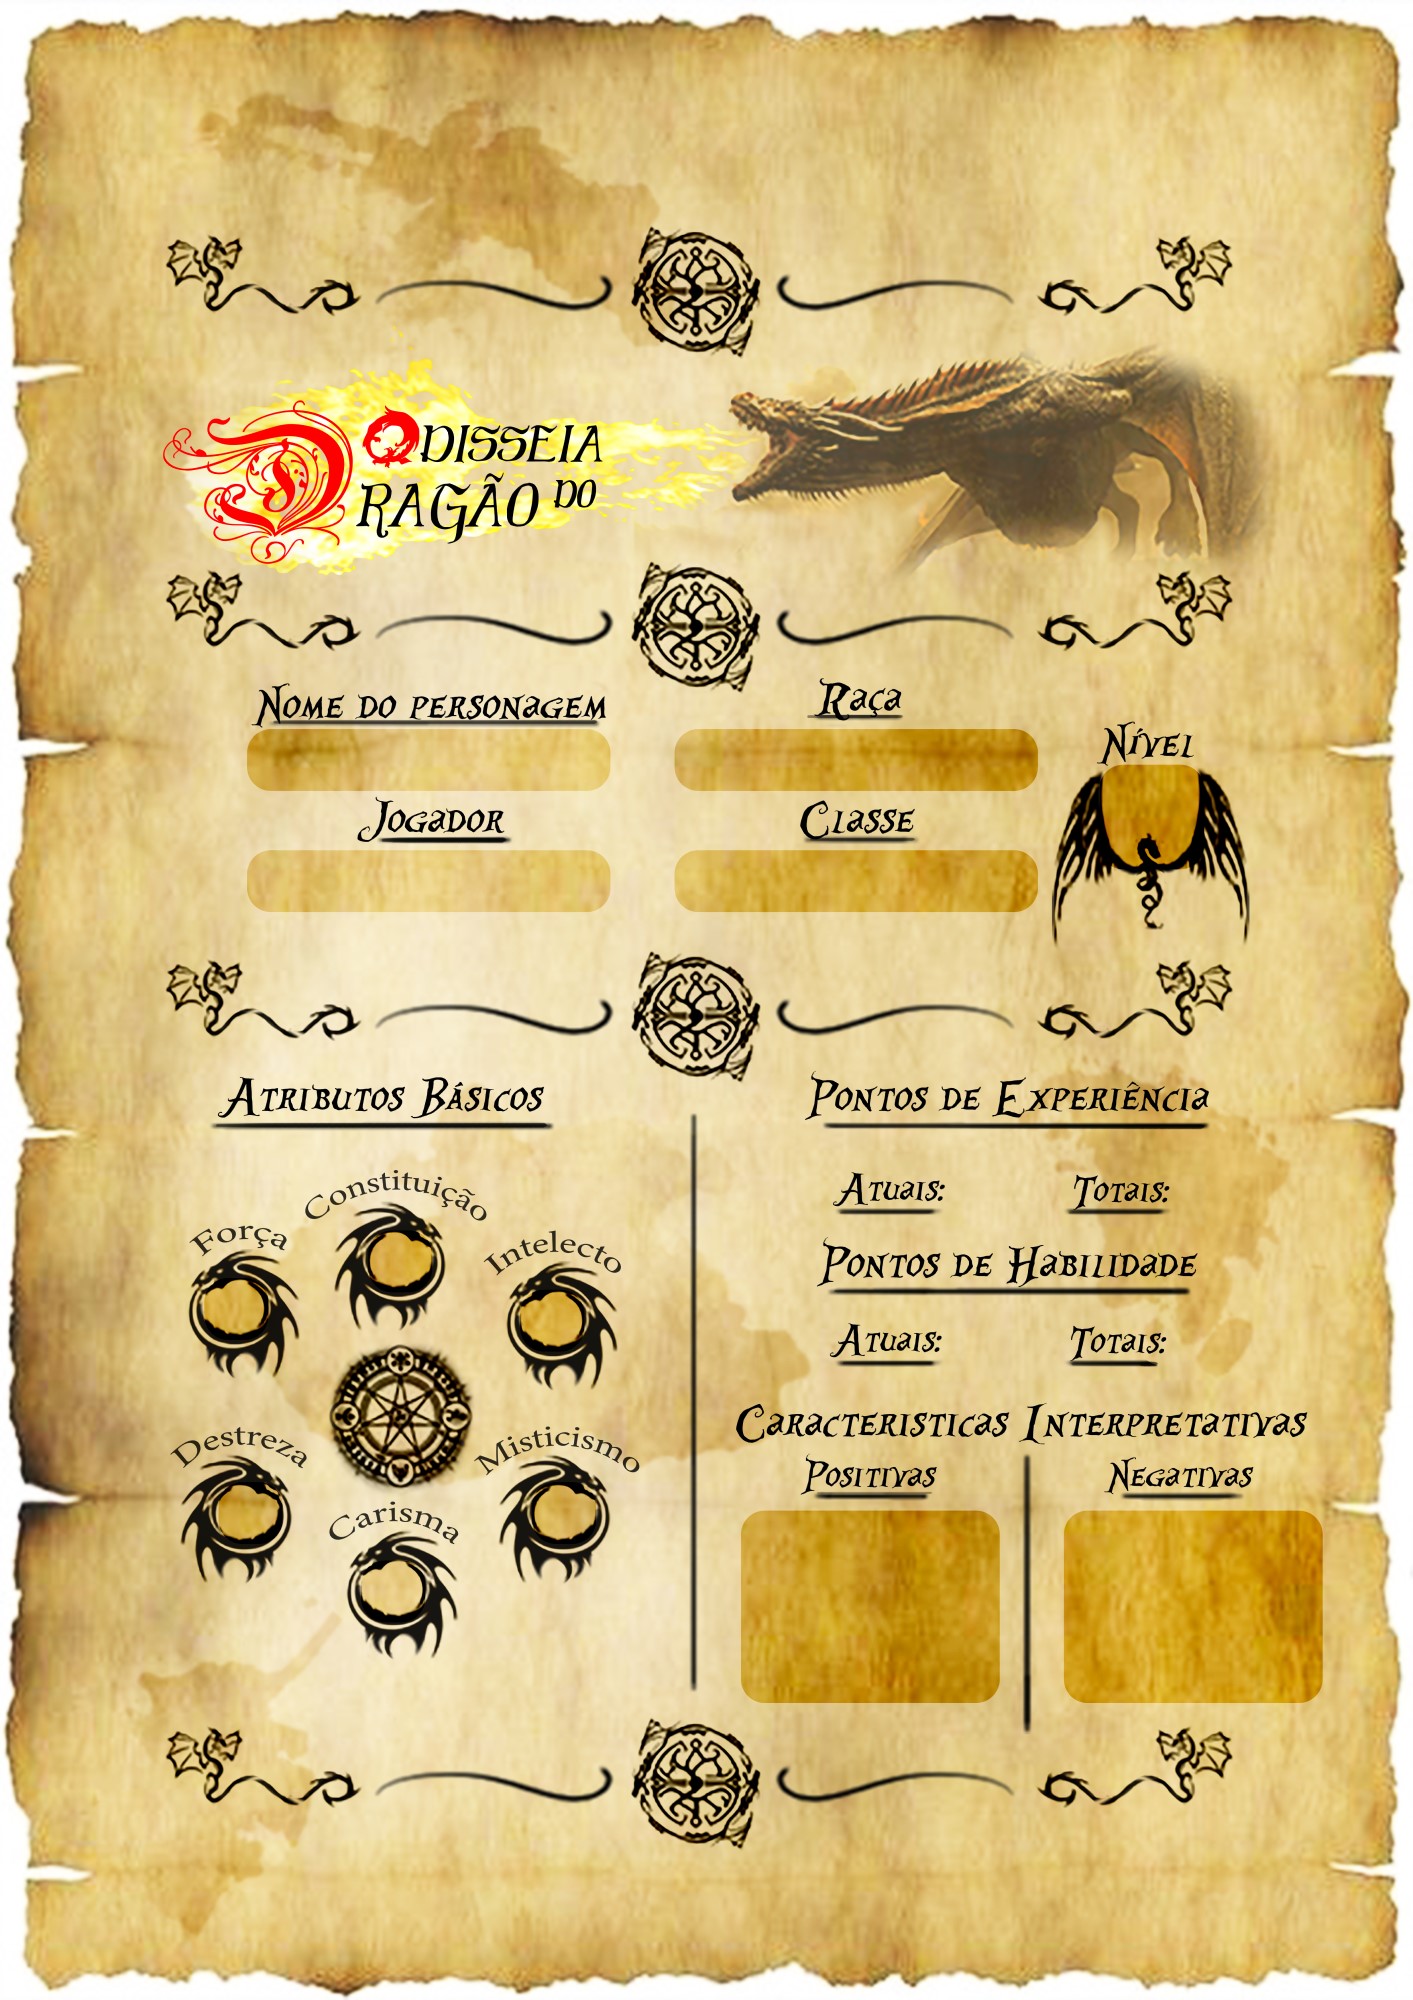 Odisseia
do
Dragão
Nome do personagem
Raça
Nível
Jogador
Classe
Atributos Básicos
Pontos de Experiência
Atuais:
Totais:
Constituição
Força
Intelecto
Pontos de Habilidade
Atuais:
Totais:
Destreza
Misticismo
Carisma
Caracteristicas Interpretativas
Positivas
Negativas